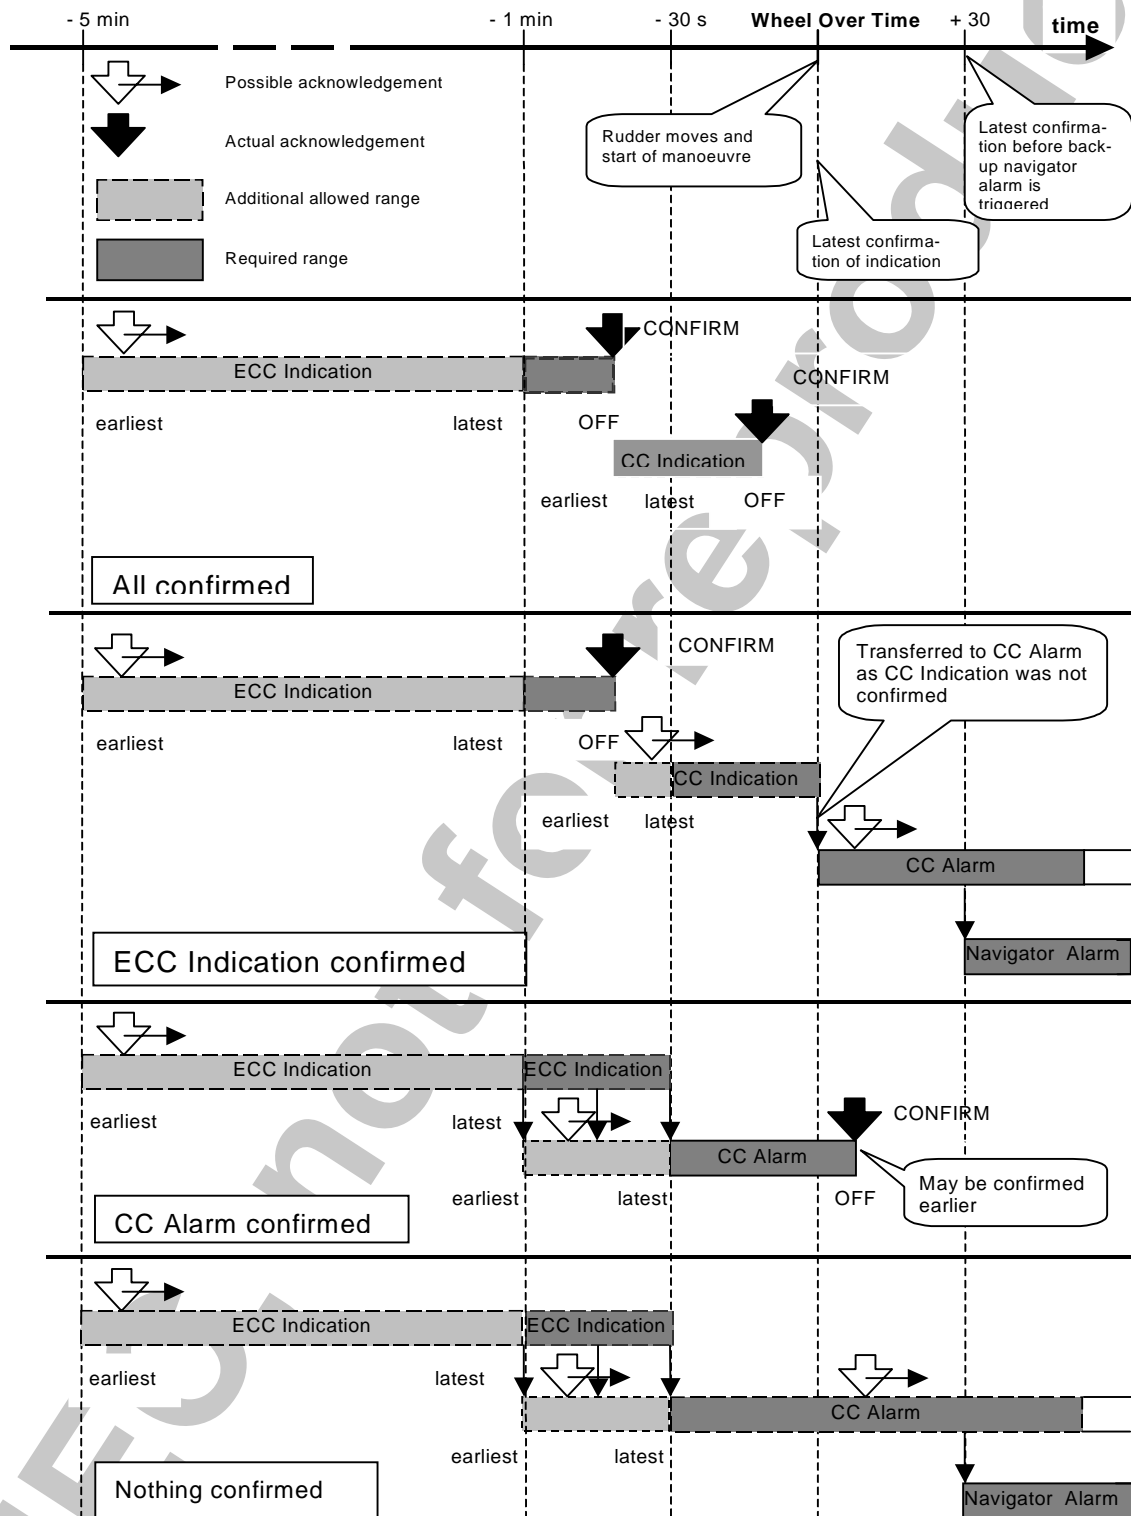 - 5 min - 1 min - 30 s Wheel Over Time + 30 time
Possible acknowledgement
Actual acknowledgement
Additional allowed range
Required range
Rudder moves and
start of manoeuvre
Latest confirma-
tion before back-
up navigator
alarm is
triggered
Latest confirma-
tion of indication
CONFIRM
ECC Indication
CONFIRM
earliest latest OFF
CC Indication
earliest latest OFF
All confirmed
CONFIRM
Transferred to CC Alarm
as CC Indication was not
confirmed
ECC Indication
earliest latest OFF
CC Indication
earliest latest
CC Alarm
Navigator Alarm
ECC Indication confirmed
ECC Indication ECC Indication
earliest latest
CONFIRM
CC Alarm
May be confirmed
earlier
earliest latest OFF
CC Alarm confirmed
ECC Indication ECC Indication
earliest latest
CC Alarm
earliest latest
Nothing confirmed
Navigator Alarm
IEC not for reproduc